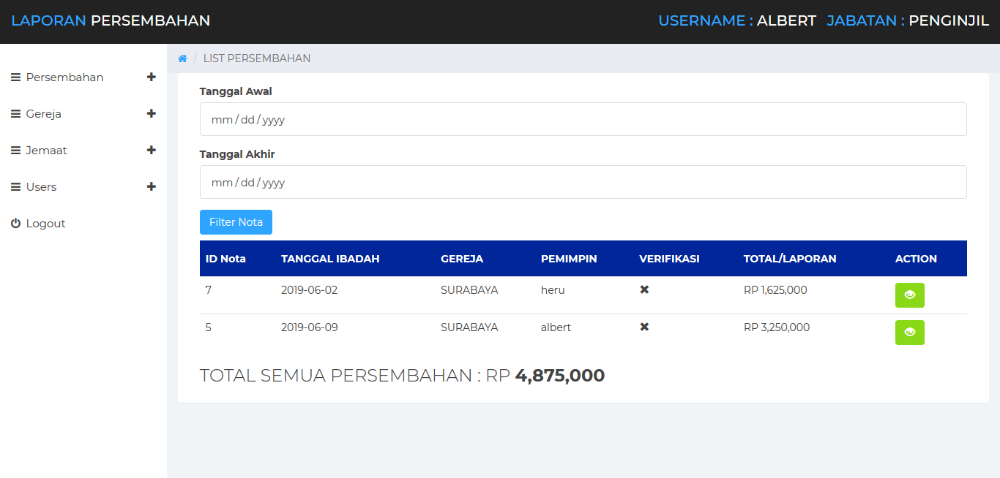 LAPORAN PERSEMBAHAN USERNAME : ALBERT JABATAN : PENGINJIL
/ LIST PERSEMBAHAN
Persembahan
Gereja
Jemaat
Users
Logout
Tanggal Awal
mm / dd / yyyy
Tanggal Akhir
mm / dd / yyyy
Filter Nota
ID Nota TANGGAL IBADAH GEREJA PEMIMPIN VERIFIKASI TOTAL/LAPORAN ACTION
7 2019-06-02 SURABAYA heru ✖ RP 1,625,000
5 2019-06-09 SURABAYA albert ✖ RP 3,250,000
TOTAL SEMUA PERSEMBAHAN : RP 4,875,000